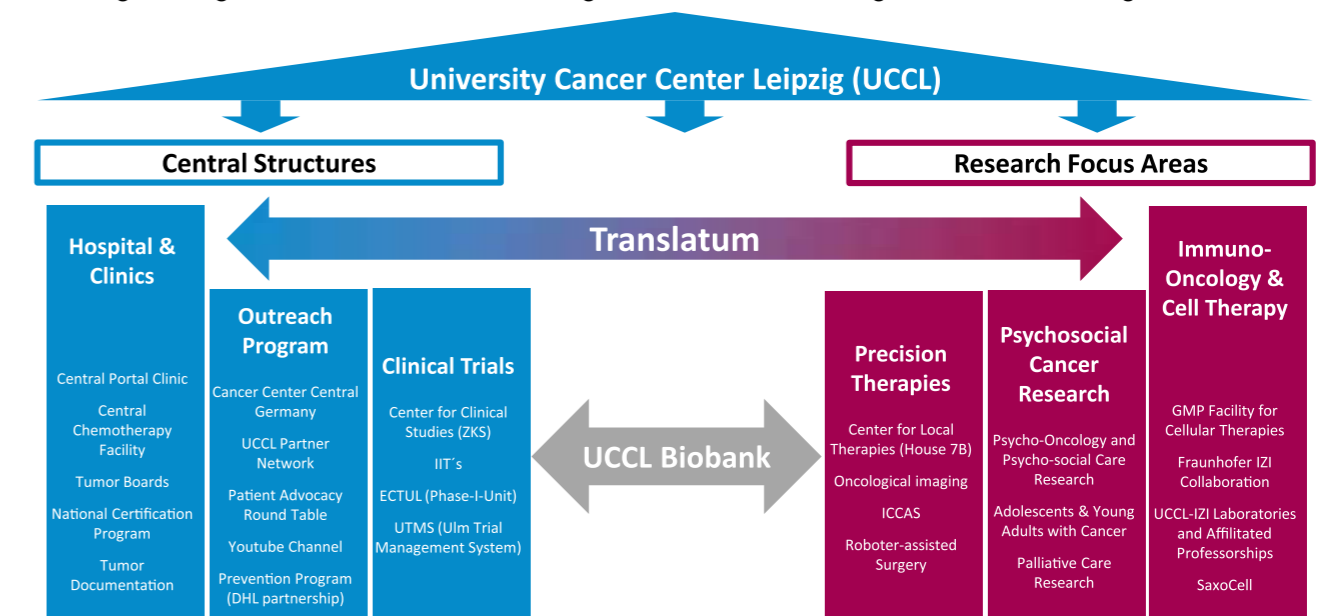 University Cancer Center Leipzig (UCCL)
Central Structures
Research Focus Areas
Translatum
Hospital &
Clinics
Central Portal Clinic
Central
Chemotherapy
Facility
Tumor Boards
National Certification
Program
Tumor
Documentation
Outreach
Program
Cancer Center Central
Germany
UCCL Partner
Network
Patient Advocacy
Round Table
Youtube Channel
Prevention Program
(DHL partnership)
Clinical Trials
Center for Clinical
Studies (ZKS)
IIT´s
ECTUL (Phase-I-Unit)
UTMS (Ulm Trial
Management System)
UCCL Biobank
Precision
Therapies
Center for Local
Therapies (House 7B)
Oncological imaging
ICCAS
Roboter-assisted
Surgery
Psychosocial
Cancer
Research
Psycho-Oncology and
Psycho-social Care
Research
Adolescents & Young
Adults with Cancer
Palliative Care
Research
Immuno-
Oncology &
Cell Therapy
GMP Facility for
Cellular Therapies
Fraunhofer IZI
Collaboration
UCCL-IZI Laboratories
and Affilitated
Professorships
SaxoCell